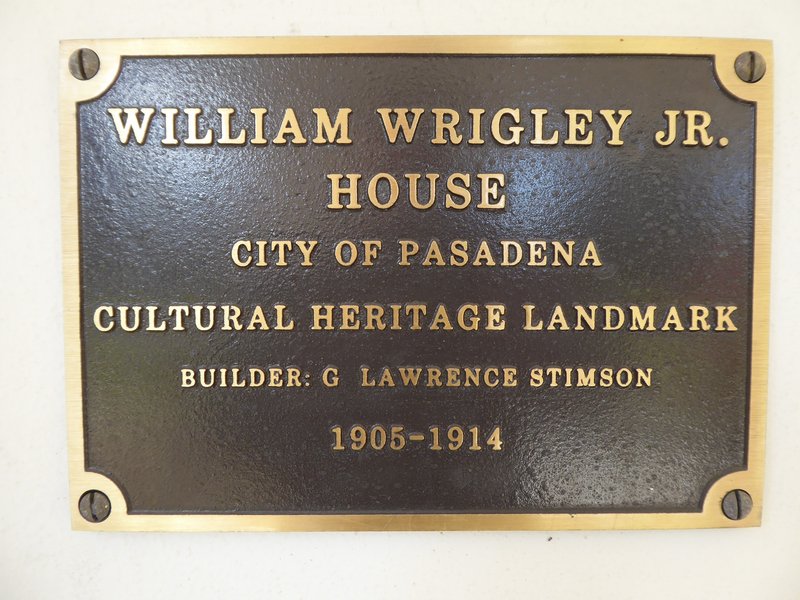 WILLIAM WRIGLEY JR.
HOUSE
CITY OF PASADENA
CULTURAL HERITAGE LANDMARK
BUILDER: G LAWRENCE STIMSON
1905-1914